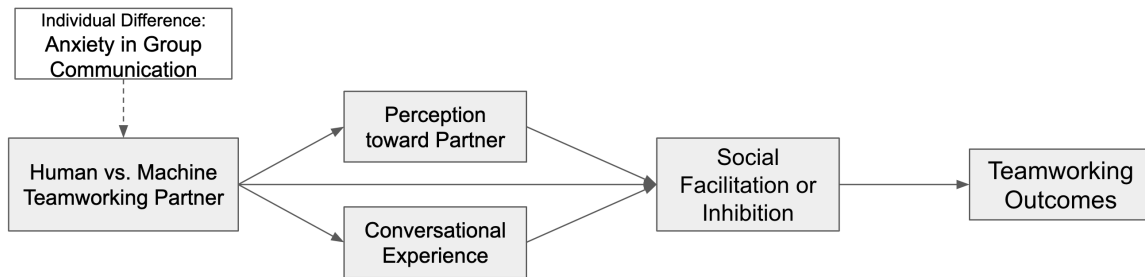 Individual Difference:
Anxiety in Group
Communication
Human vs. Machine
Teamworking Partner
Perception
toward Partner
Conversational
Experience
Social
Facilitation or
Inhibition
Teamworking
Outcomes